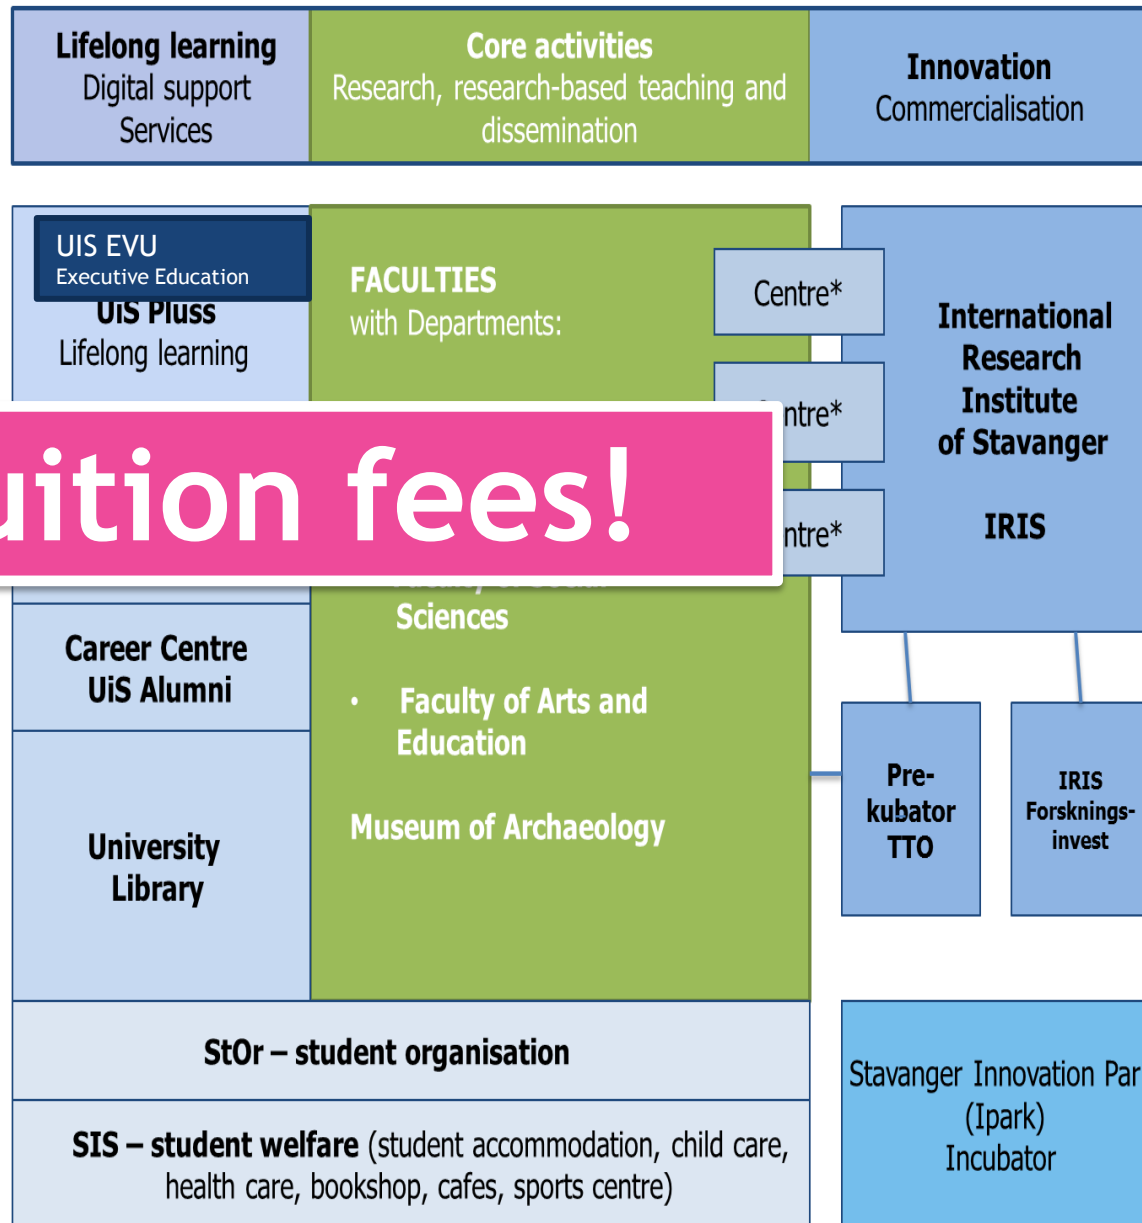 Lifelong learning
Digital support
Services
Core activities
Research, research-based teaching and
dissemination
Innovation
Commercialisation
UIS EVU
Executive Education
UiS Pluss
Lifelong learning
FACULTIES
with Departments:
Centre*
ntre*
ntre*
International
Research
Institute
of Stavanger
IRIS
uition fees!
Sciences
• Faculty of Arts and
Education
Museum of Archaeology
Career Centre
UiS Alumni
University
Library
Pre-
kubator
TTO
IRIS
Forsknings-
invest
StOr – student organisation
SIS – student welfare (student accommodation, child care,
health care, bookshop, cafes, sports centre)
Stavanger Innovation Par
(Ipark)
Incubator